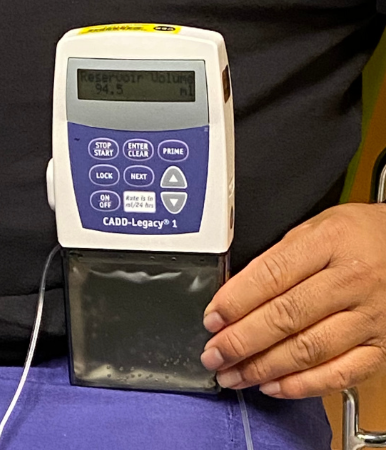 Reservoir Volume
94.5 ml
STOP
START
ENTER
CLEAR
PRIME
LOCK
NEXT
ON
OFF
Rate is in
ml/24 hrs
CADD-Legacy® 1